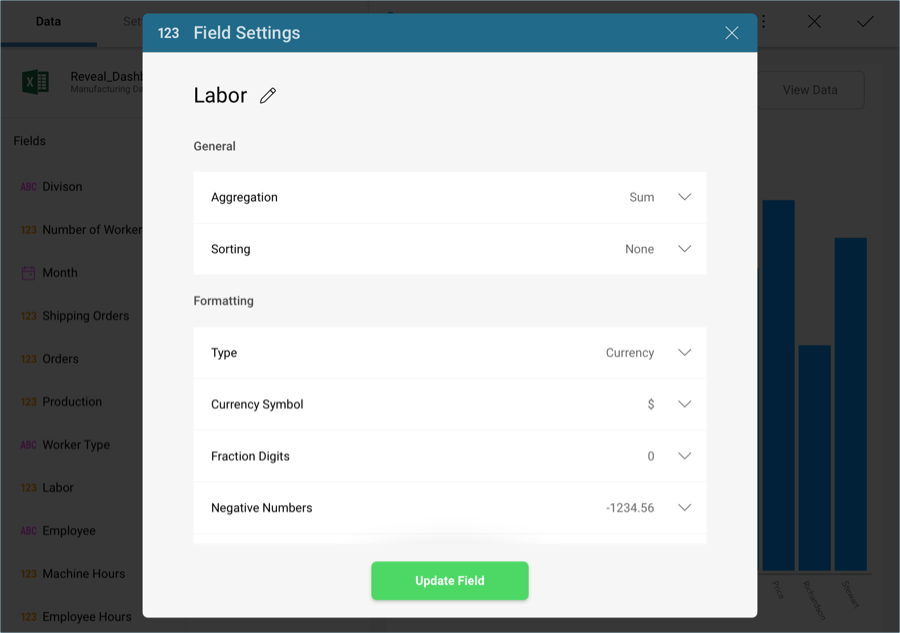 Data
Set
123 Field Settings
Reveal_Dashl
Manufacturing Da
View Data
Labor
Fields
General
ABC Divison
Aggregation Sum
123 Number of Worker
Sorting None
Month
Formatting
123 Shipping Orders
Type Currency
123 Orders
123 Production
Currency Symbol $
ABC Worker Type
Fraction Digits 0
123 Labor
Negative Numbers -1234.56
ABC Employee
123 Machine Hours
Update Field
123 Employee Hours
Price
Richardson
Stewart